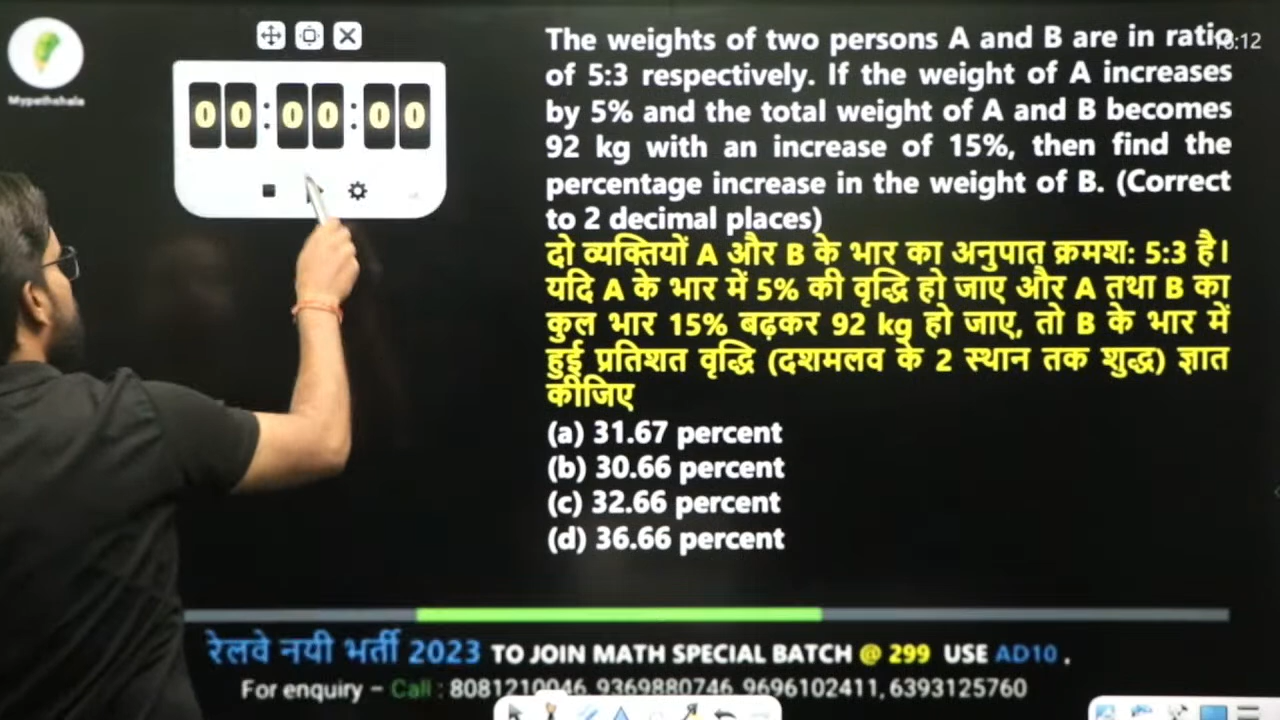 Mypathshala
00:00:00
The weights of two persons A and B are in ratio
of 5:3 respectively. If the weight of A increases
by 5% and the total weight of A and B becomes
92 kg with an increase of 15%, then find the
percentage increase in the weight of B. (Correct
to 2 decimal places)
दो व्यक्तियों A और B के भार का अनुपात क्रमश: 5:3 है।
यदि A के भार में 5% की वृद्धि हो जाए और A तथा B का
कुल भार 15% बढ़कर 92 kg हो जाए, तो B के भार में
हुई प्रतिशत वृद्धि (दशमलव के 2 स्थान तक शुद्ध) ज्ञात
कीजिए
(a) 31.67 percent
(b) 30.66 percent
(c) 32.66 percent
(d) 36.66 percent
रेलवे नयी भर्ती 2023 TO JOIN MATH SPECIAL BATCH @ 299 USE AD10 .
For enquiry – Call : 8081210046, 9369880746, 9696102411, 6393125760